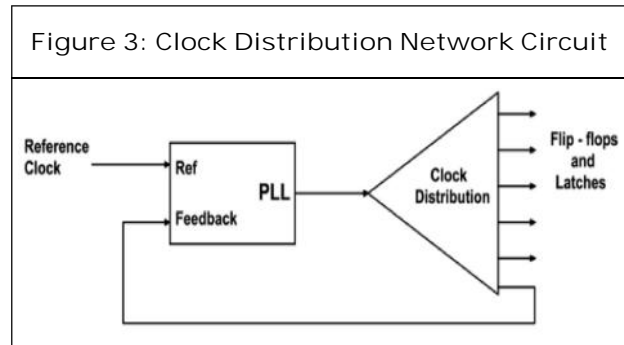 Figure 3: Clock Distribution Network Circuit
Reference
Clock
Ref
PLL
Feedback
Clock
Distribution
Flip - flops
and
Latches